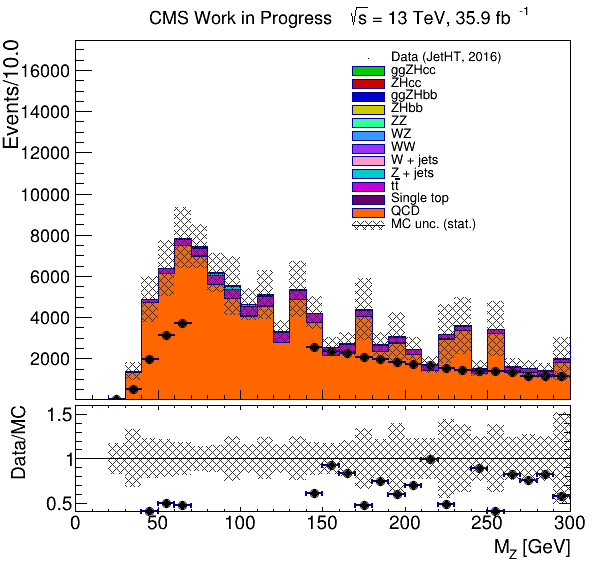 CMS Work in Progress √s = 13 TeV, 35.9 fb⁻¹
Events/10.0
16000
14000
12000
10000
8000
6000
4000
2000
Data (JetHT, 2016)
ggZHcc
ZHcc
ggZHbb
ZHbb
ZZ
WZ
WW
W + jets
Z + jets
tt̄
Single top
QCD
MC unc. (stat.)
Data/MC
1.5
1
0.5
0 50 100 150 200 250 300
M_Z [GeV]